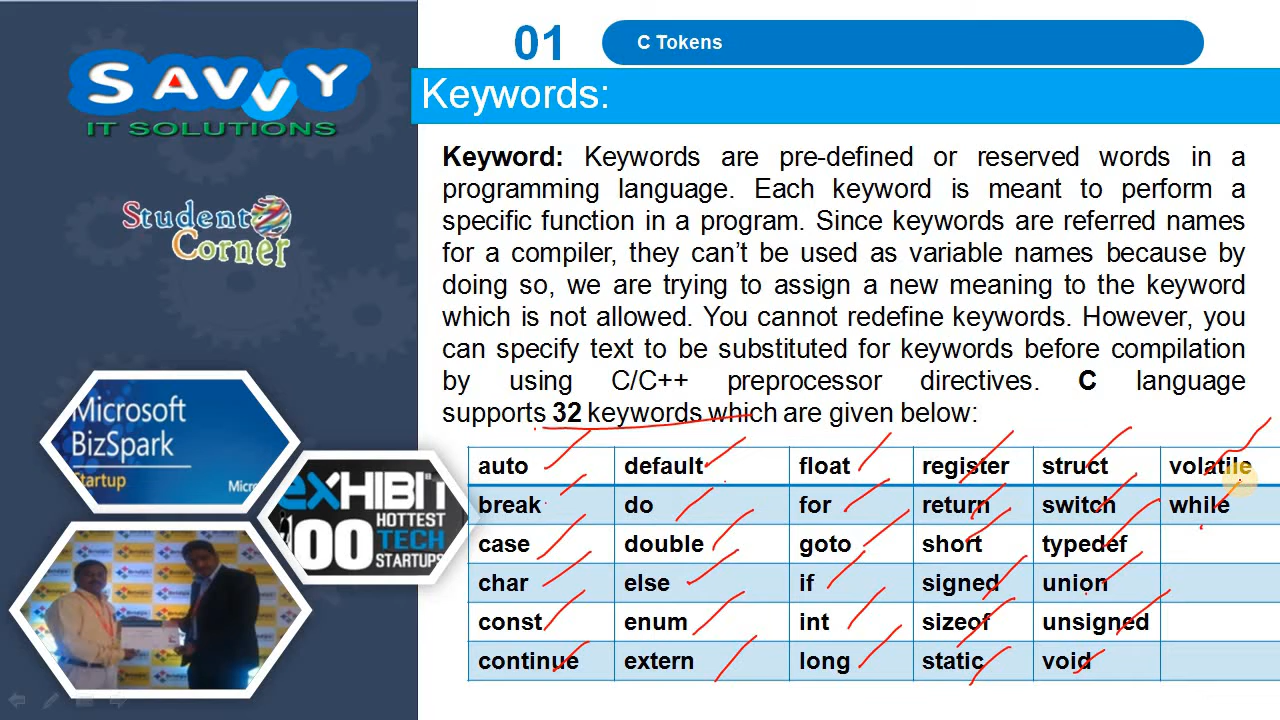 SAVVY
IT SOLUTIONS
Student
Corner
Microsoft
BizSpark
Startup
EXHIBIT
100
HOTTEST
TECH
STARTUPS
01
C Tokens
Keywords:
Keyword: Keywords are pre-defined or reserved words in a
programming language. Each keyword is meant to perform a
specific function in a program. Since keywords are referred names
for a compiler, they can’t be used as variable names because by
doing so, we are trying to assign a new meaning to the keyword
which is not allowed. You cannot redefine keywords. However, you
can specify text to be substituted for keywords before compilation
by using C/C++ preprocessor directives. C language
supports 32 keywords which are given below:
auto default float register struct volatile
break do for return switch while
case double goto short typedef
char else if signed union
const enum int sizeof unsigned
continue extern long static void